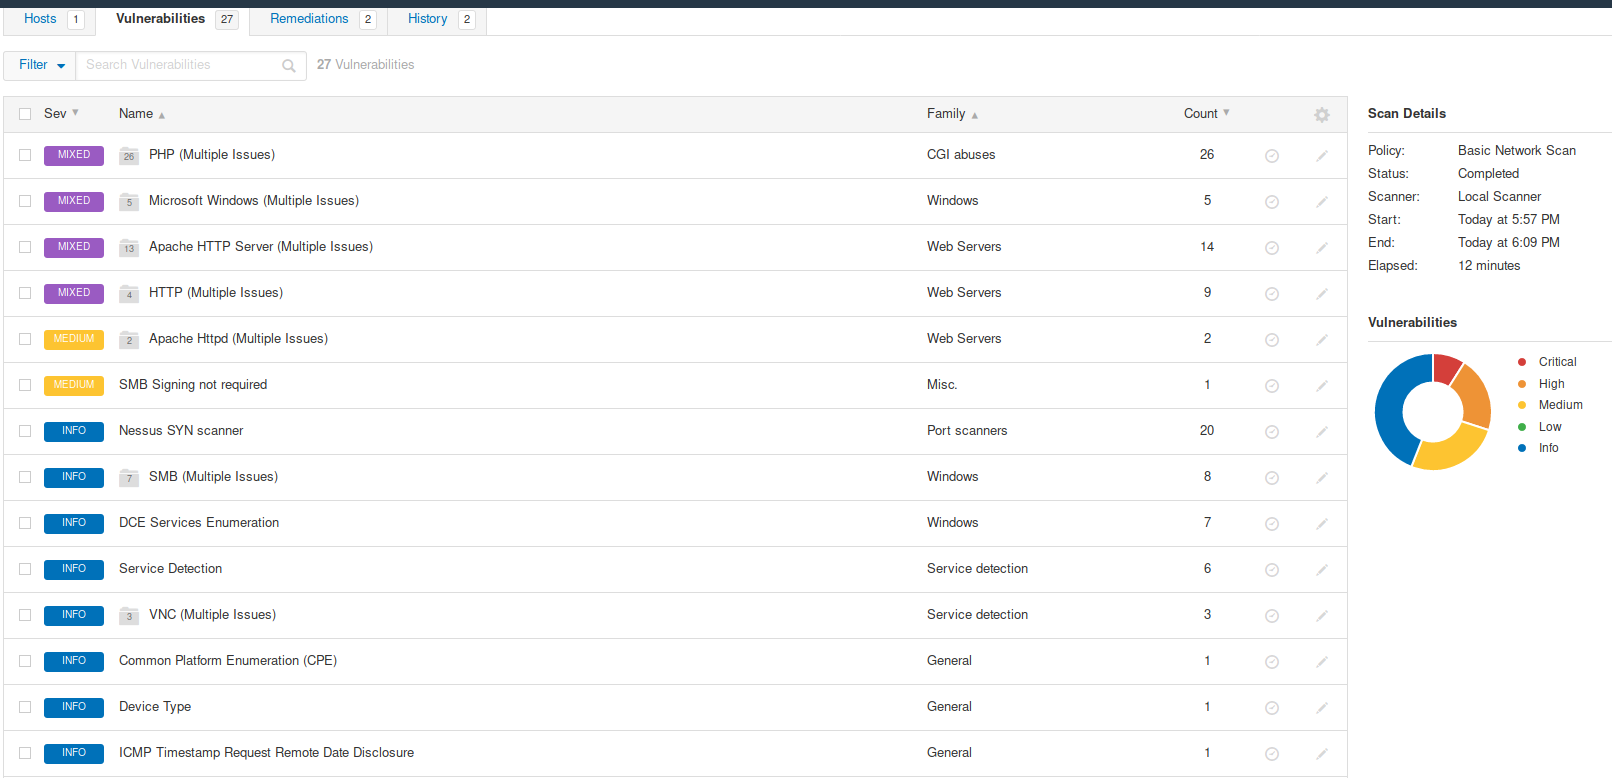 Hosts 1 Vulnerabilities 27 Remediations 2 History 2
Filter Search Vulnerabilities 27 Vulnerabilities
Sev Name Family Count
MIXED 26 PHP (Multiple Issues) CGI abuses 26
MIXED 5 Microsoft Windows (Multiple Issues) Windows 5
MIXED 13 Apache HTTP Server (Multiple Issues) Web Servers 14
MIXED 4 HTTP (Multiple Issues) Web Servers 9
MEDIUM 2 Apache Httpd (Multiple Issues) Web Servers 2
MEDIUM SMB Signing not required Misc. 1
INFO Nessus SYN scanner Port scanners 20
INFO 7 SMB (Multiple Issues) Windows 8
INFO DCE Services Enumeration Windows 7
INFO Service Detection Service detection 6
INFO 3 VNC (Multiple Issues) Service detection 3
INFO Common Platform Enumeration (CPE) General 1
INFO Device Type General 1
INFO ICMP Timestamp Request Remote Date Disclosure General 1
Scan Details
Policy: Basic Network Scan
Status: Completed
Scanner: Local Scanner
Start: Today at 5:57 PM
End: Today at 6:09 PM
Elapsed: 12 minutes
Vulnerabilities
Critical
High
Medium
Low
Info